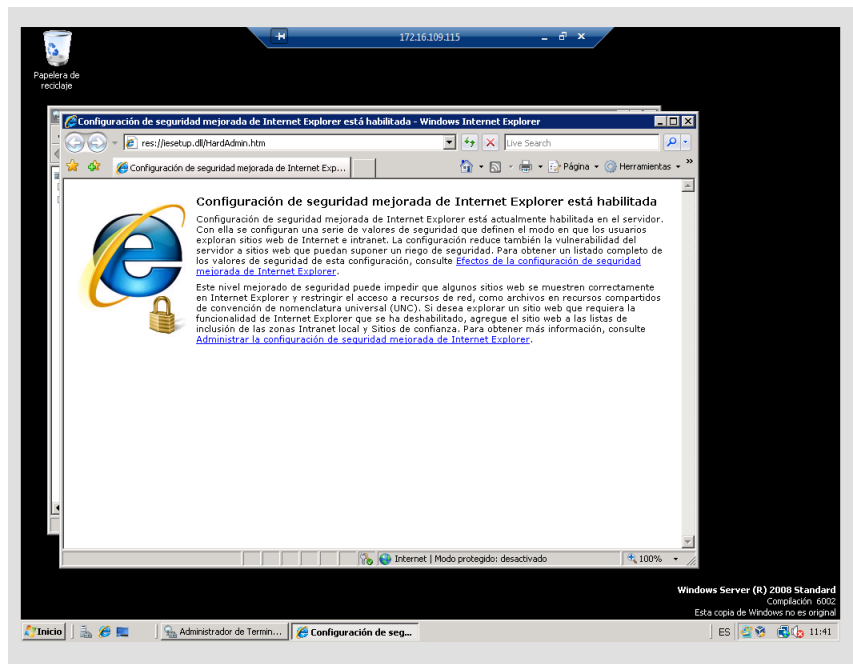 172.16.109.115
Papelera de
reciclaje
Configuración de seguridad mejorada de Internet Explorer está habilitada - Windows Internet Explorer
res://iesetup.dll/HardAdmin.htm
Live Search
Configuración de seguridad mejorada de Internet Exp...
Página
Herramientas
Configuración de seguridad mejorada de Internet Explorer está habilitada
Configuración de seguridad mejorada de Internet Explorer está actualmente habilitada en el servidor.
Con ella se configuran una serie de valores de seguridad que definen el modo en que los usuarios
exploran sitios web de Internet e intranet. La configuración reduce también la vulnerabilidad del
servidor a sitios web que puedan suponer un riego de seguridad. Para obtener un listado completo de
los valores de seguridad de esta configuración, consulte Efectos de la configuración de seguridad
mejorada de Internet Explorer.
Este nivel mejorado de seguridad puede impedir que algunos sitios web se muestren correctamente
en Internet Explorer y restringir el acceso a recursos de red, como archivos en recursos compartidos
de convención de nomenclatura universal (UNC). Si desea explorar un sitio web que requiera la
funcionalidad de Internet Explorer que se ha deshabilitado, agregue el sitio web a las listas de
inclusión de las zonas Intranet local y Sitios de confianza. Para obtener más información, consulte
Administrar la configuración de seguridad mejorada de Internet Explorer.
Internet | Modo protegido: desactivado
100%
Windows Server (R) 2008 Standard
Compilación 6002
Esta copia de Windows no es original
Inicio
Administrador de Termin...
Configuración de seg...
ES
11:41